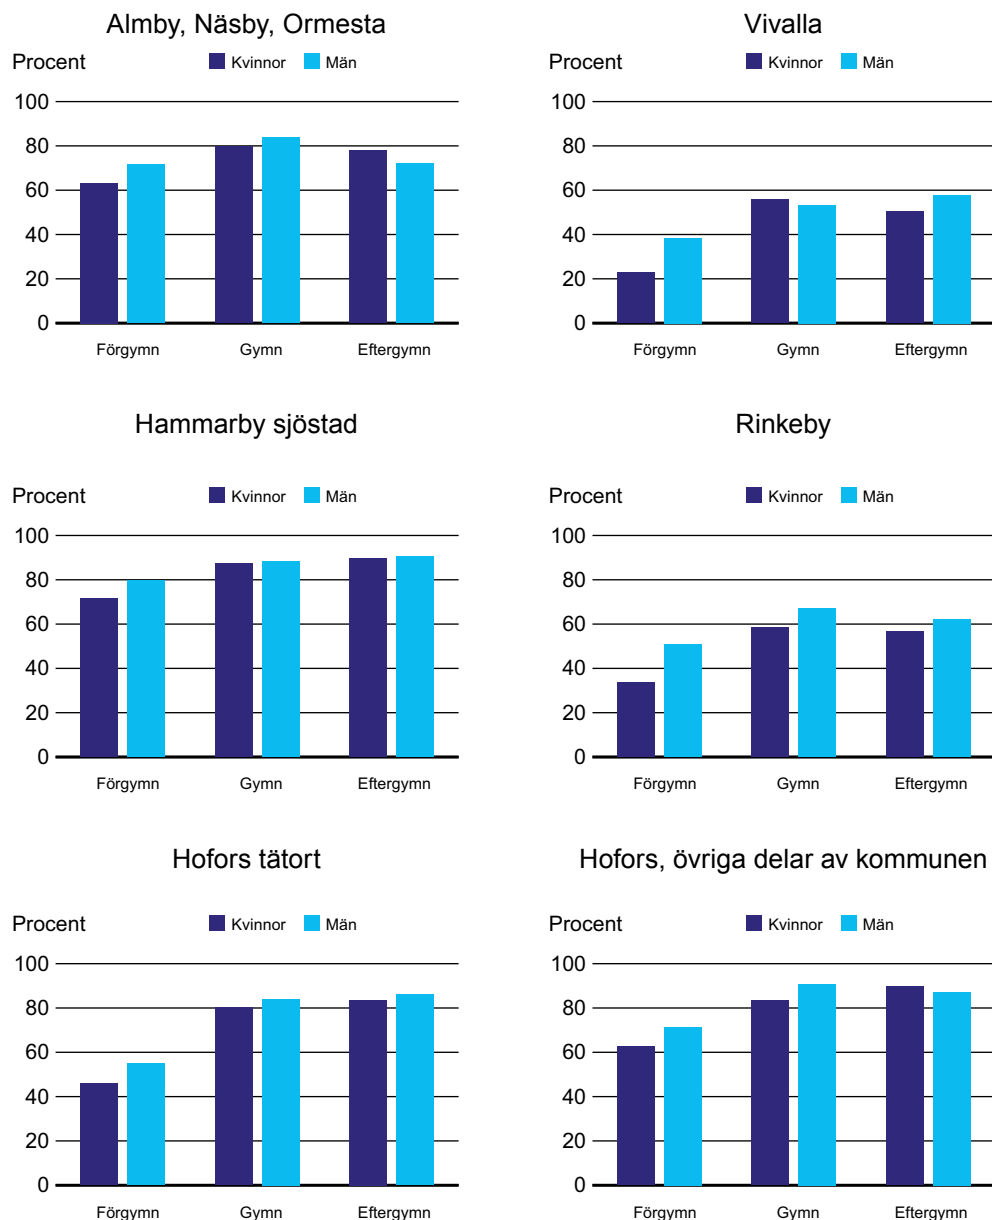 Almby, Näsby, Ormesta
Procent
Kvinnor Män
100
80
60
40
20
0
Förgymn Gymn Eftergymn
Vivalla
Procent
Kvinnor Män
100
80
60
40
20
0
Förgymn Gymn Eftergymn
Hammarby sjöstad
Procent
Kvinnor Män
100
80
60
40
20
0
Förgymn Gymn Eftergymn
Rinkeby
Procent
Kvinnor Män
100
80
60
40
20
0
Förgymn Gymn Eftergymn
Hofors tätort
Procent
Kvinnor Män
100
80
60
40
20
0
Förgymn Gymn Eftergymn
Hofors, övriga delar av kommunen
Procent
Kvinnor Män
100
80
60
40
20
0
Förgymn Gymn Eftergymn